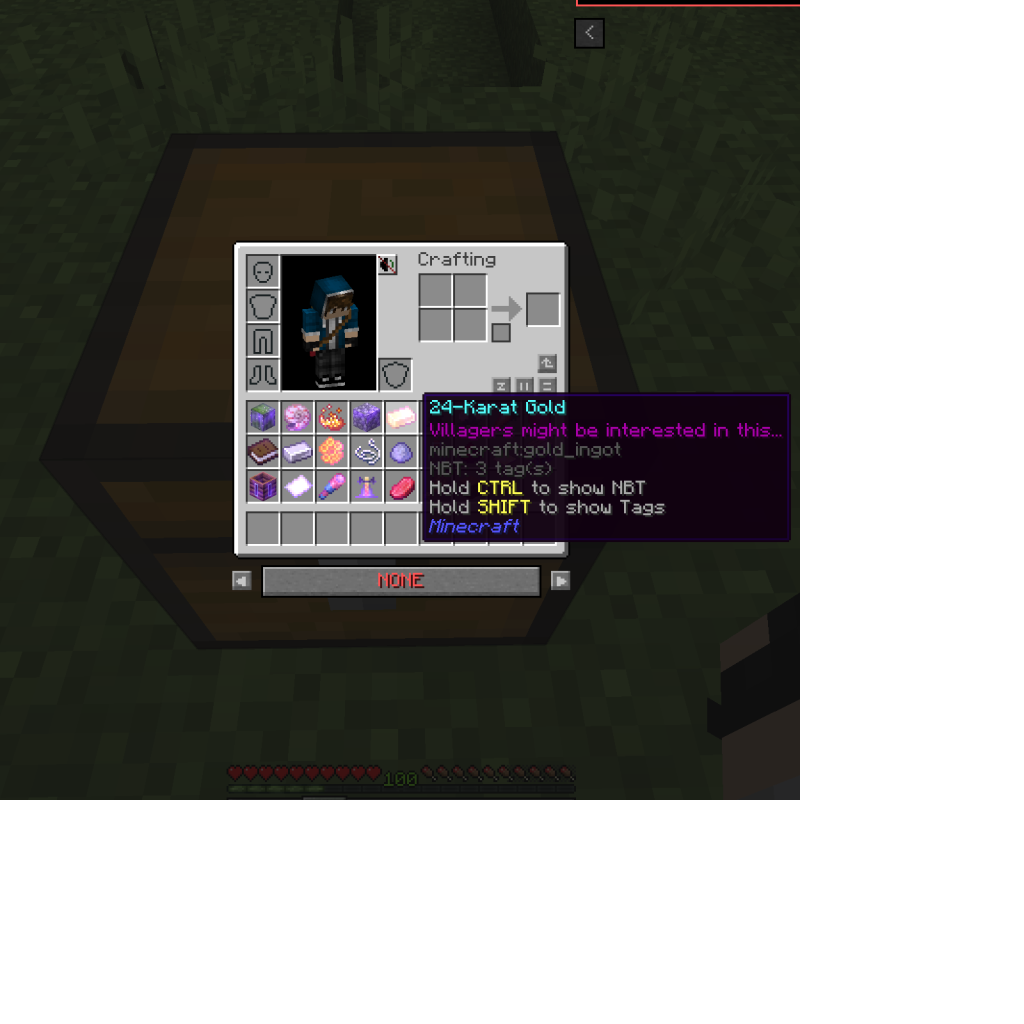 Crafting
24-Karat Gold
Villagers might be interested in this...
minecraft:gold_ingot
NBT: 3 tag(s)
Hold CTRL to show NBT
Hold SHIFT to show Tags
Minecraft
NONE
100